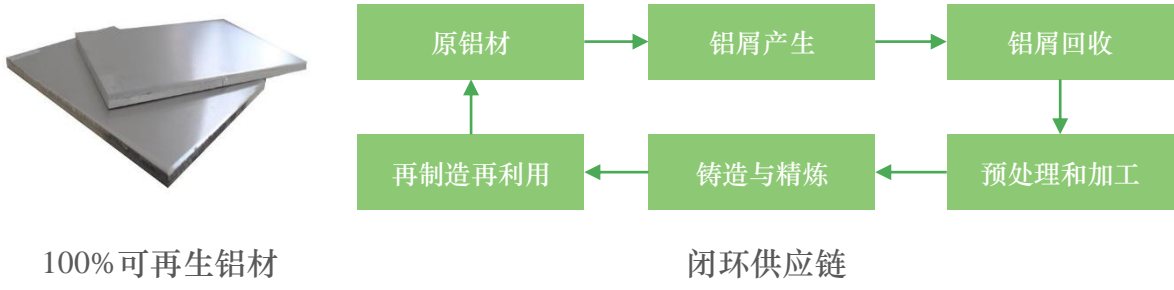 原铝材
铝屑产生
铝屑回收
再制造再利用
铸造与精炼
预处理和加工
100%可再生铝材
闭环供应链